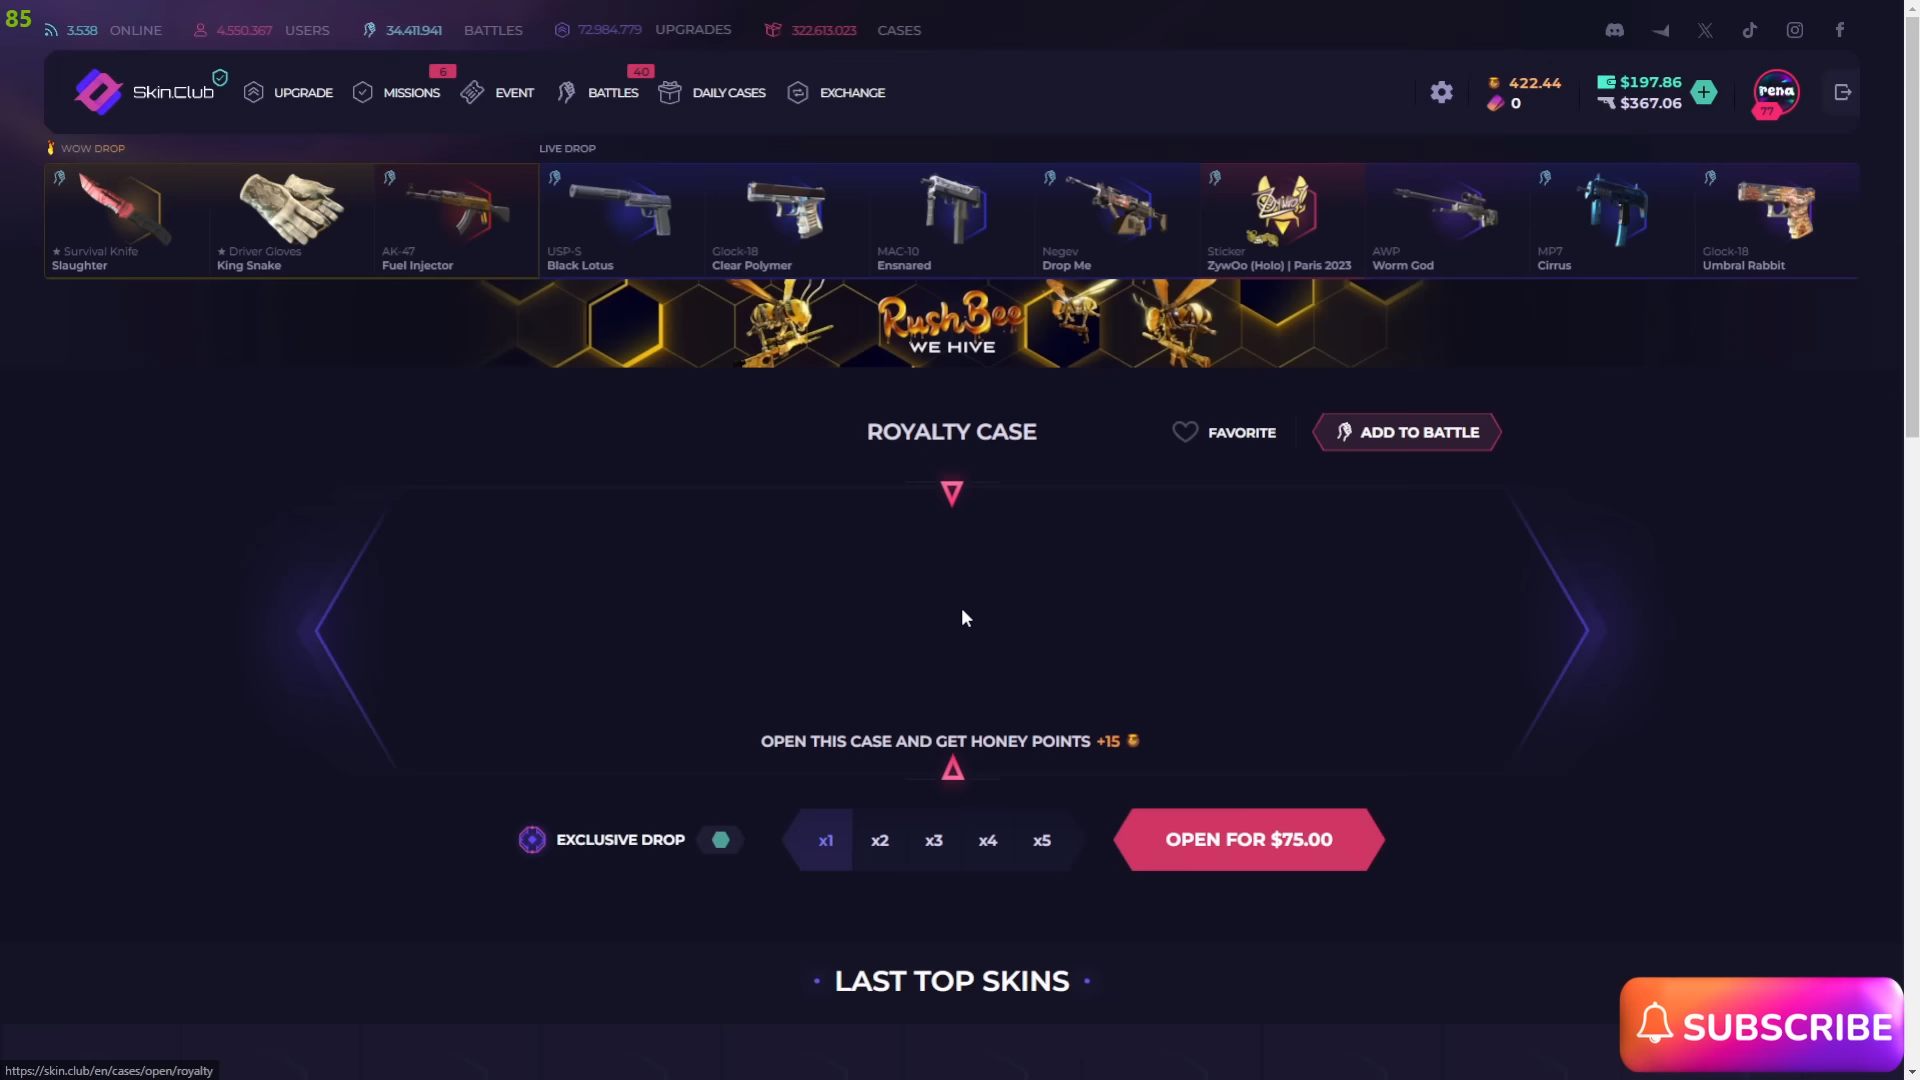 85
3.538 ONLINE 4.550.367 USERS 34.411.941 BATTLES 72.984.779 UPGRADES 322.613.023 CASES
Skin.Club UPGRADE 6 MISSIONS EVENT 40 BATTLES DAILY CASES EXCHANGE
422.44
0
$197.86
$367.06
rena
77
WOW DROP
LIVE DROP
★ Survival Knife
Slaughter
★ Driver Gloves
King Snake
AK-47
Fuel Injector
USP-S
Black Lotus
Glock-18
Clear Polymer
MAC-10
Ensnared
Negev
Drop Me
Sticker
ZywOo (Holo) | Paris 2023
AWP
Worm God
MP7
Cirrus
Glock-18
Umbral Rabbit
RushBee
WE HIVE
ROYALTY CASE
FAVORITE
ADD TO BATTLE
OPEN THIS CASE AND GET HONEY POINTS +15
EXCLUSIVE DROP
x1 x2 x3 x4 x5
OPEN FOR $75.00
• LAST TOP SKINS •
SUBSCRIBE
https://skin.club/en/cases/open/royalty